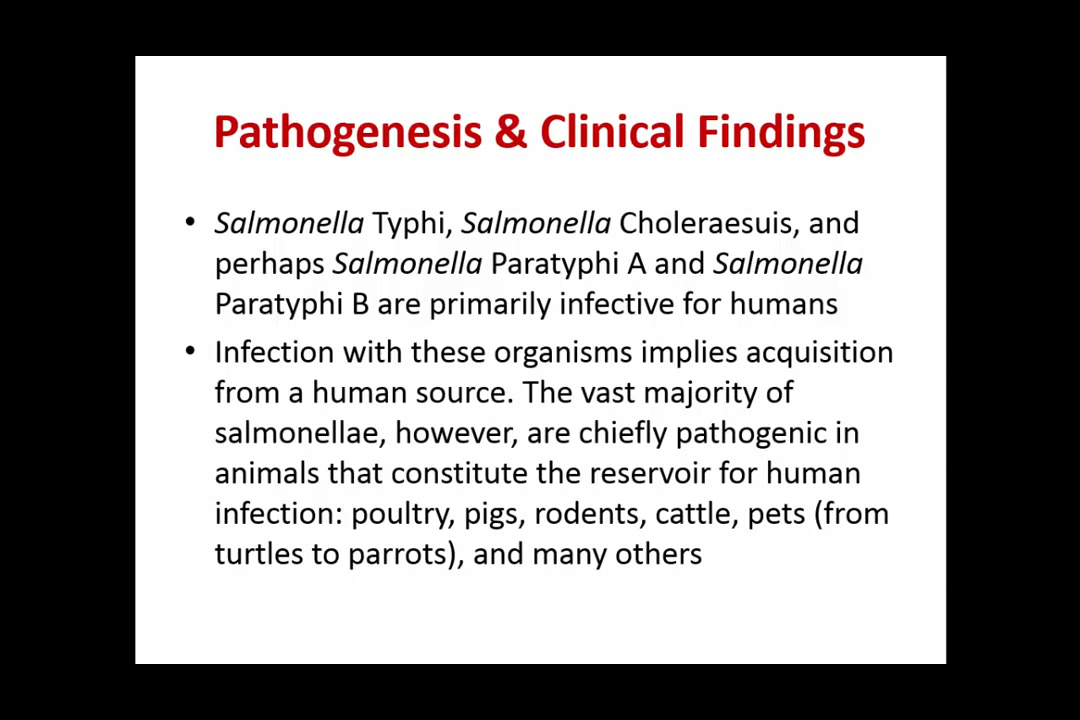 Pathogenesis & Clinical Findings
• Salmonella Typhi, Salmonella Choleraesuis, and
perhaps Salmonella Paratyphi A and Salmonella
Paratyphi B are primarily infective for humans
• Infection with these organisms implies acquisition
from a human source. The vast majority of
salmonellae, however, are chiefly pathogenic in
animals that constitute the reservoir for human
infection: poultry, pigs, rodents, cattle, pets (from
turtles to parrots), and many others